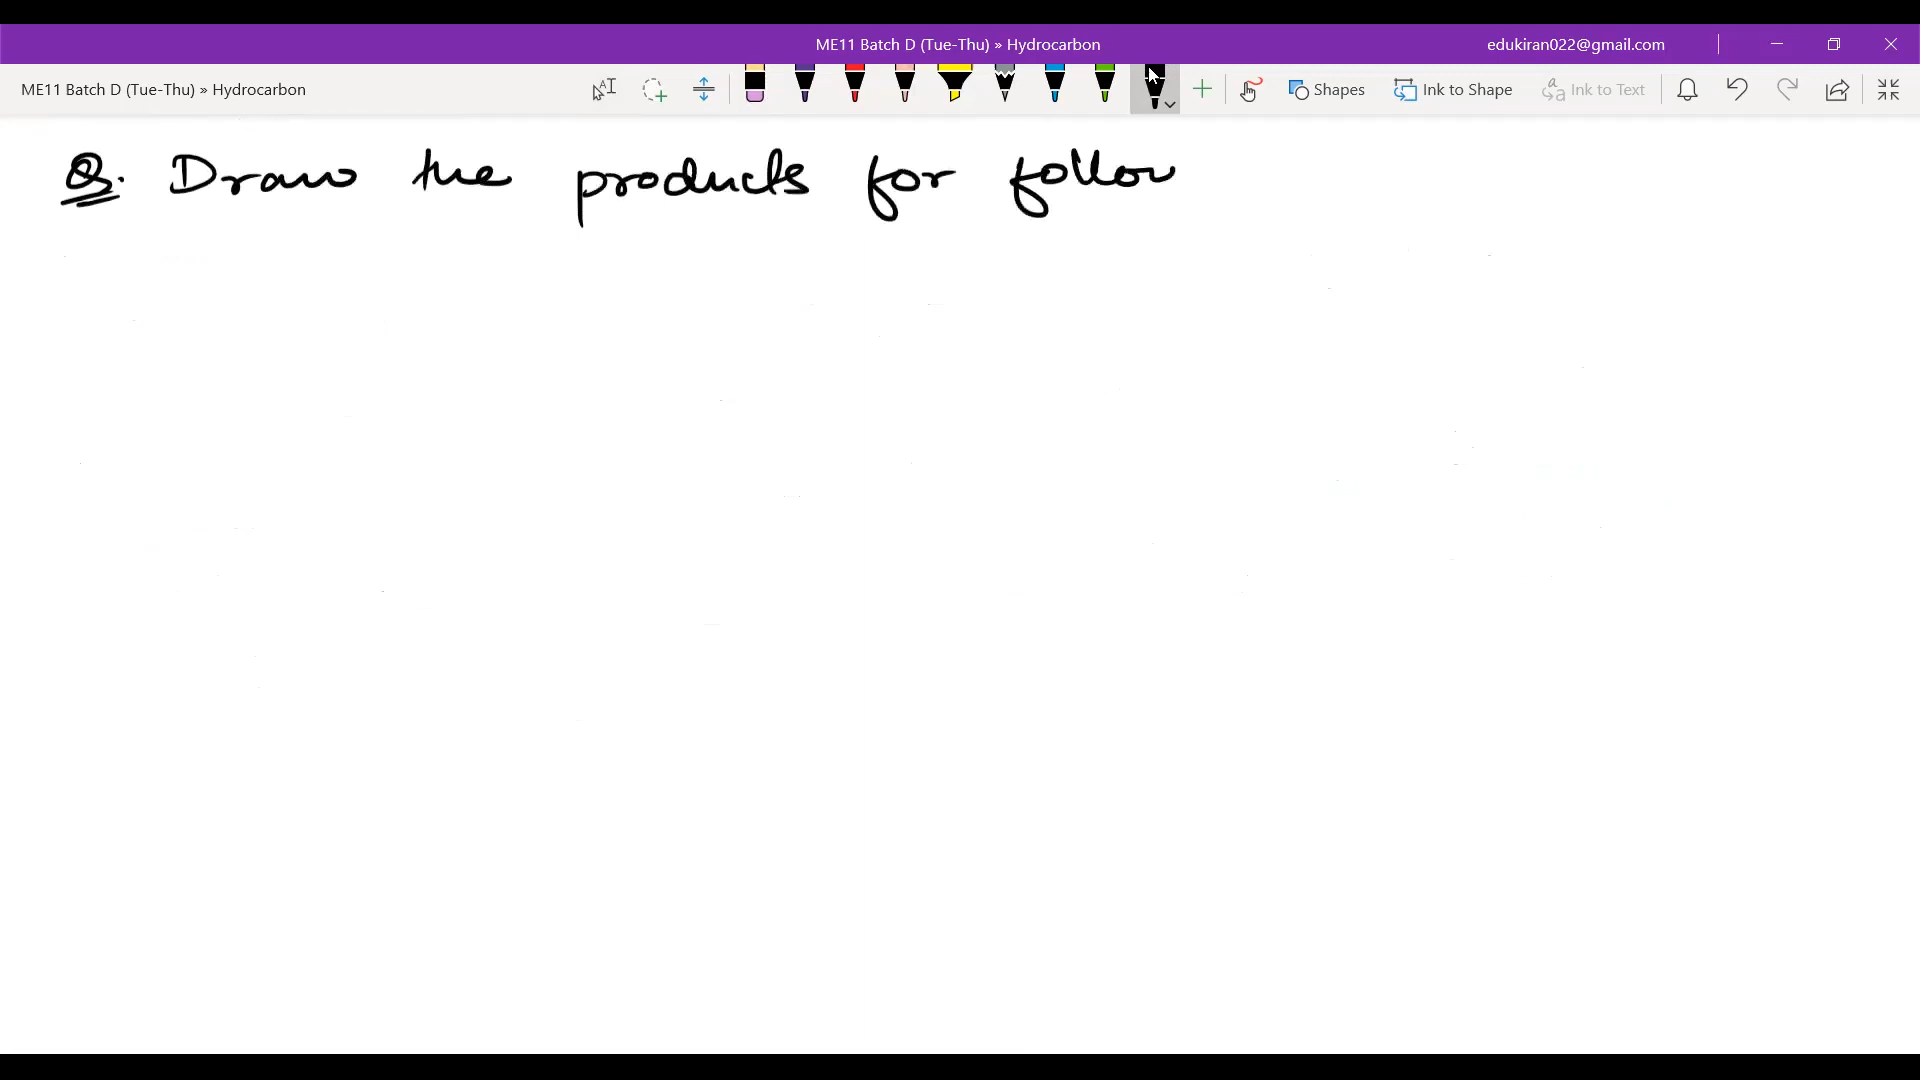 ME11 Batch D (Tue-Thu) » Hydrocarbon
edukiran022@gmail.com
ME11 Batch D (Tue-Thu) » Hydrocarbon
Shapes
Ink to Shape
Ink to Text
Q. Draw the products for follow